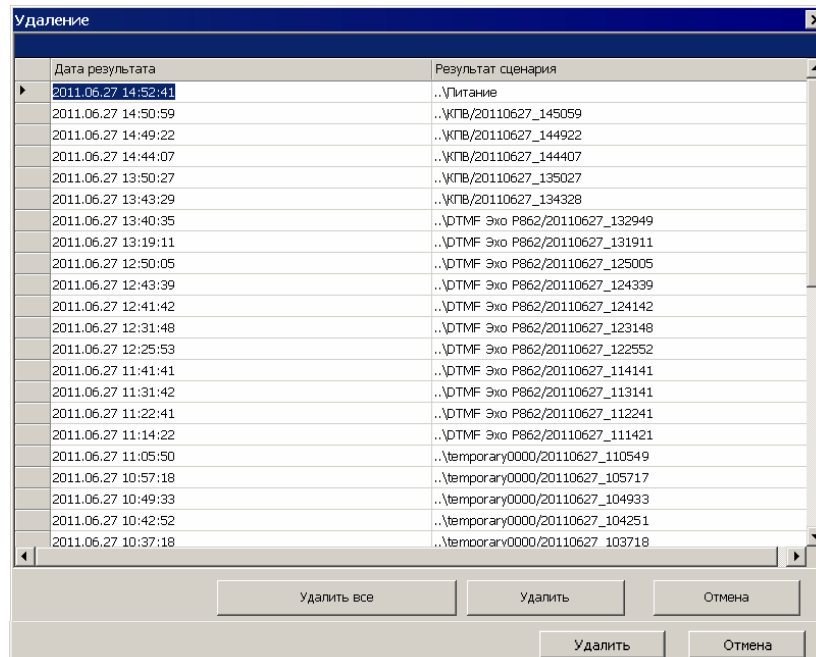 Удаление
Дата результата Результат сценария
2011.06.27 14:52:41 ..\Питание
2011.06.27 14:50:59 ..\КПВ/20110627_145059
2011.06.27 14:49:22 ..\КПВ/20110627_144922
2011.06.27 14:44:07 ..\КПВ/20110627_144407
2011.06.27 13:50:27 ..\КПВ/20110627_135027
2011.06.27 13:43:29 ..\КПВ/20110627_134328
2011.06.27 13:40:35 ..\DTMF Эхо P862/20110627_132949
2011.06.27 13:19:11 ..\DTMF Эхо P862/20110627_131911
2011.06.27 12:50:05 ..\DTMF Эхо P862/20110627_125005
2011.06.27 12:43:39 ..\DTMF Эхо P862/20110627_124339
2011.06.27 12:41:42 ..\DTMF Эхо P862/20110627_124142
2011.06.27 12:31:48 ..\DTMF Эхо P862/20110627_123148
2011.06.27 12:25:53 ..\DTMF Эхо P862/20110627_122552
2011.06.27 11:41:41 ..\DTMF Эхо P862/20110627_114141
2011.06.27 11:31:42 ..\DTMF Эхо P862/20110627_113141
2011.06.27 11:22:41 ..\DTMF Эхо P862/20110627_112241
2011.06.27 11:14:22 ..\DTMF Эхо P862/20110627_111421
2011.06.27 11:05:50 ..\temporary0000/20110627_110549
2011.06.27 10:57:18 ..\temporary0000/20110627_105717
2011.06.27 10:49:33 ..\temporary0000/20110627_104933
2011.06.27 10:42:52 ..\temporary0000/20110627_104251
2011.06.27 10:37:18 ..\temporary0000/20110627_103718
Удалить все Удалить Отмена
Удалить Отмена